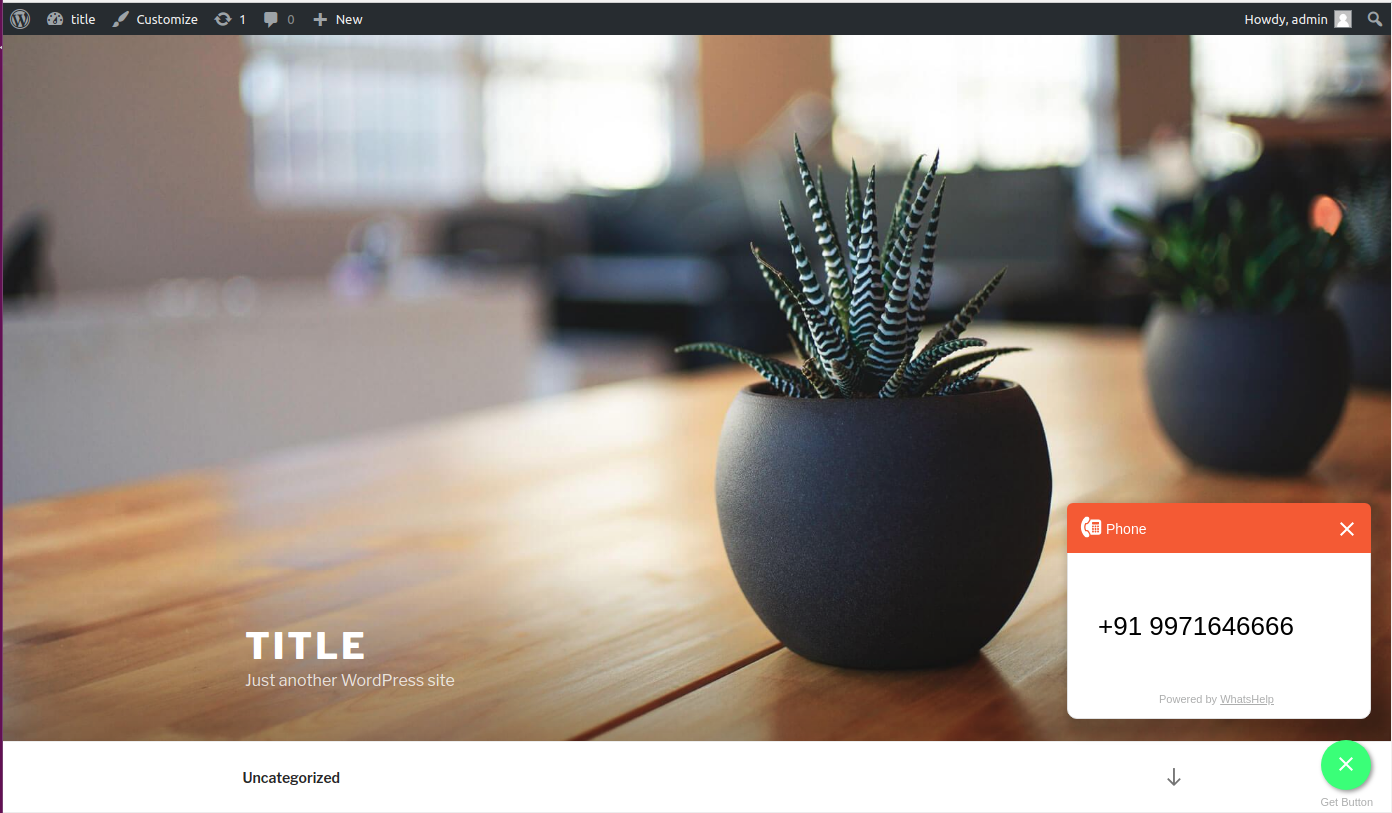 title Customize 1 0 New Howdy, admin
Phone
+91 9971646666
Powered by WhatsHelp
TITLE
Just another WordPress site
Uncategorized
Get Button